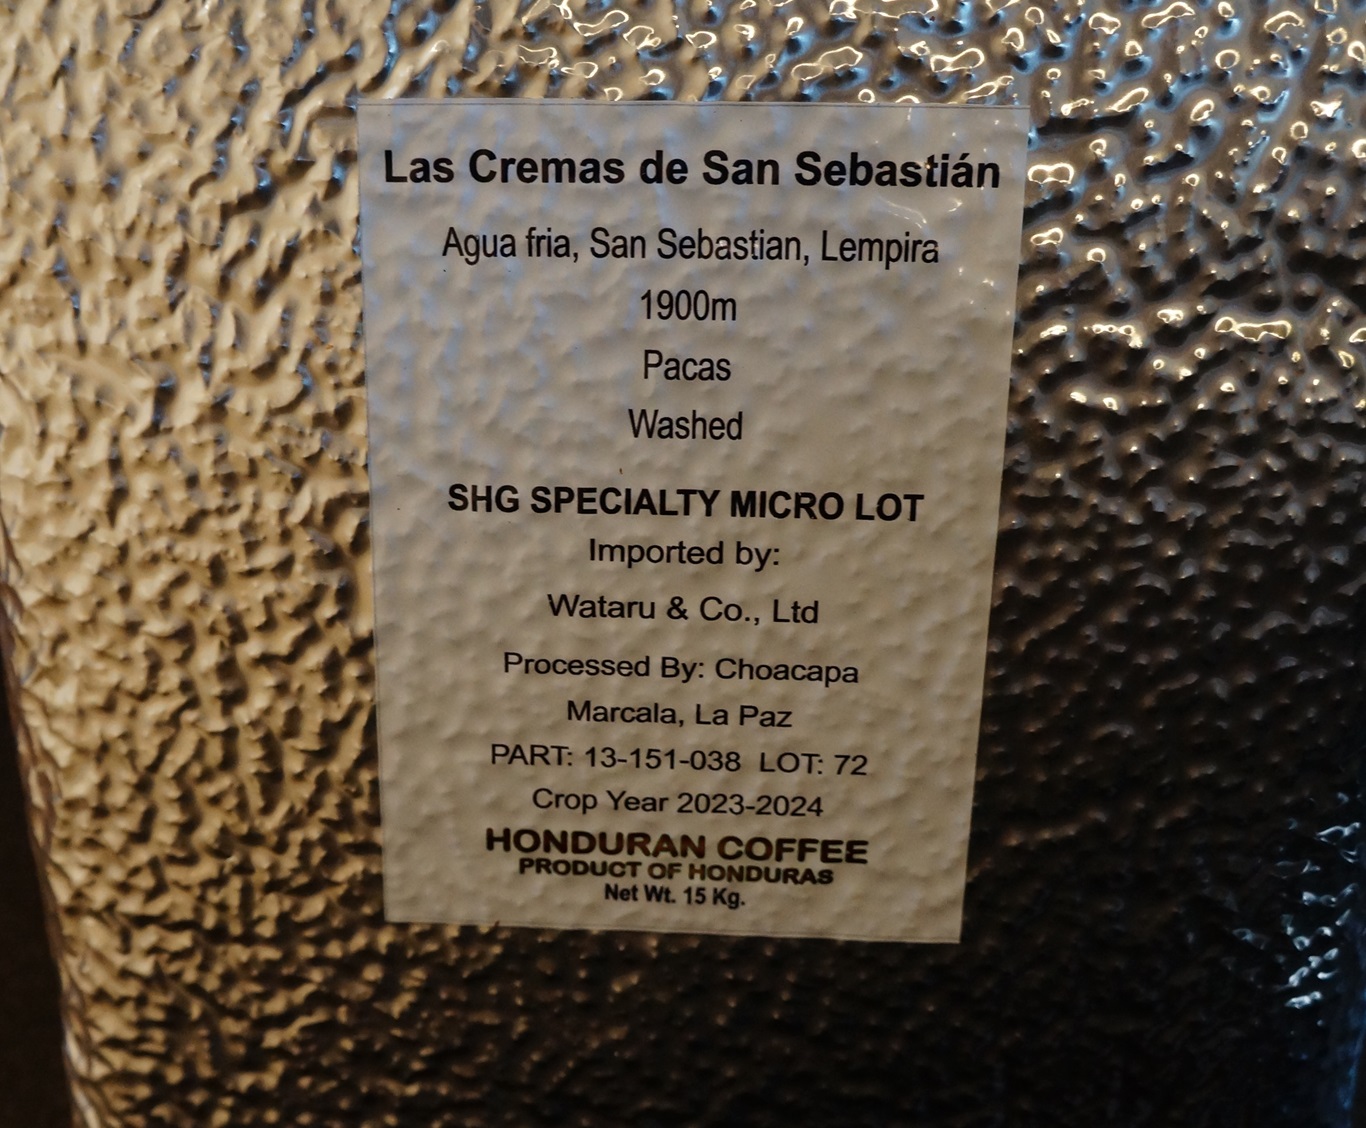 Las Cremas de San Sebastián
Agua fria, San Sebastian, Lempira
1900m
Pacas
Washed
SHG SPECIALTY MICRO LOT
Imported by:
Wataru & Co., Ltd
Processed By: Choacapa
Marcala, La Paz
PART: 13-151-038 LOT: 72
Crop Year 2023-2024
HONDURAN COFFEE
PRODUCT OF HONDURAS
Net Wt. 15 Kg.